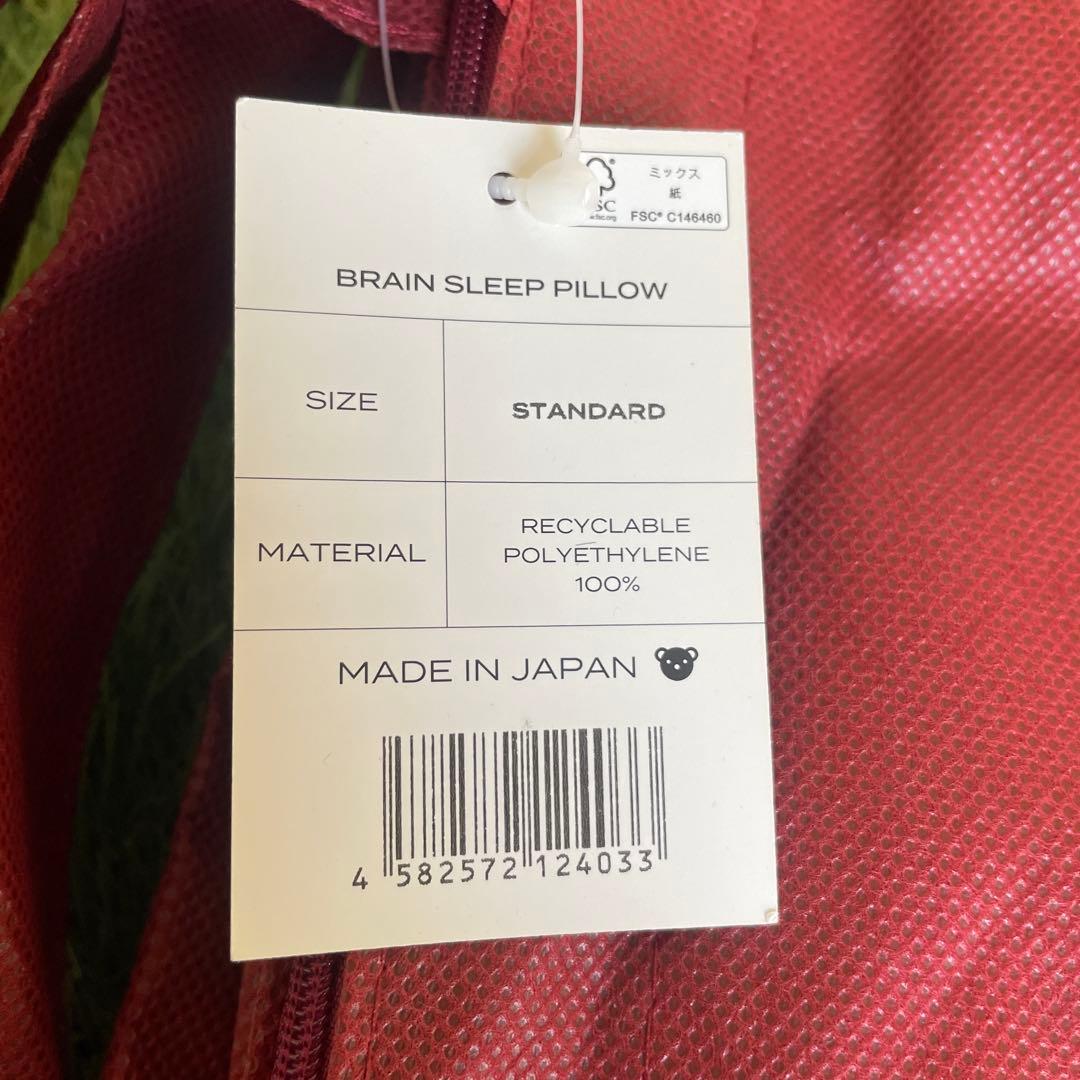 ミックス
紙
FSC® C146460
BRAIN SLEEP PILLOW
SIZE
STANDARD
MATERIAL
RECYCLABLE
POLYETHYLENE
100%
MADE IN JAPAN
4 582572 124033